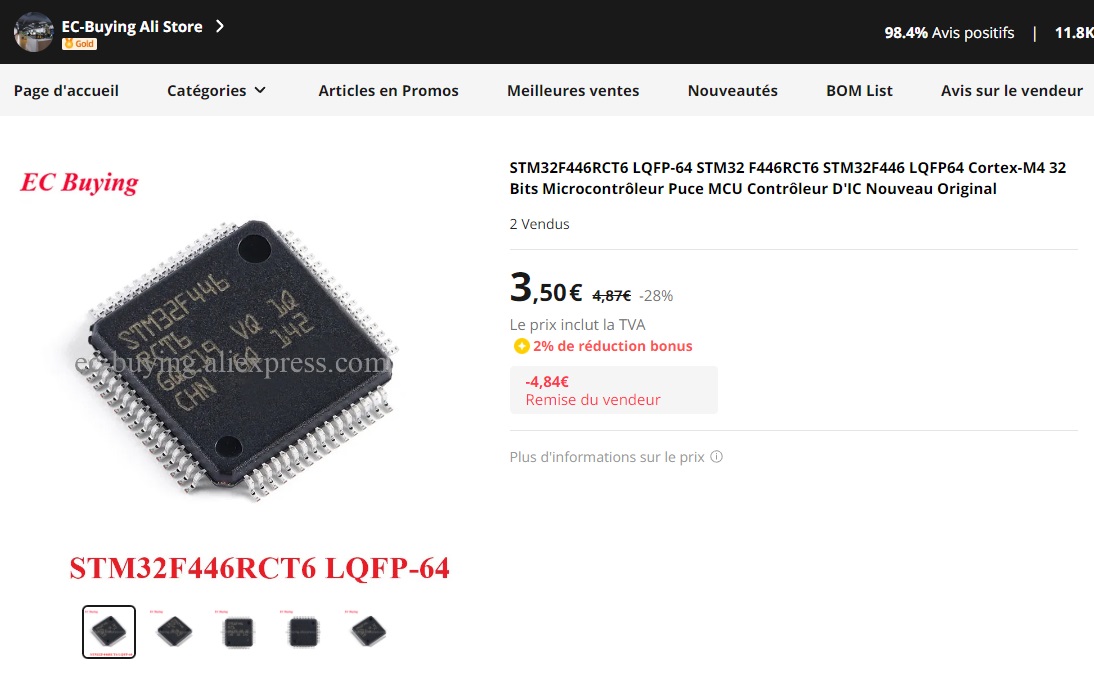 EC-Buying Ali Store
Gold
98.4% Avis positifs | 11.8K
Page d'accueil Catégories Articles en Promos Meilleures ventes Nouveautés BOM List Avis sur le vendeur
EC Buying
STM32F446RCT6 LQFP-64 STM32 F446RCT6 STM32F446 LQFP64 Cortex-M4 32
Bits Microcontrôleur Puce MCU Contrôleur D'IC Nouveau Original
2 Vendus
3,50€ 4,87€ -28%
Le prix inclut la TVA
2% de réduction bonus
-4,84€
Remise du vendeur
Plus d'informations sur le prix
STM32F446
RCT6
VQ
142
CHN
ec-buying.aliexpress.com
STM32F446RCT6 LQFP-64